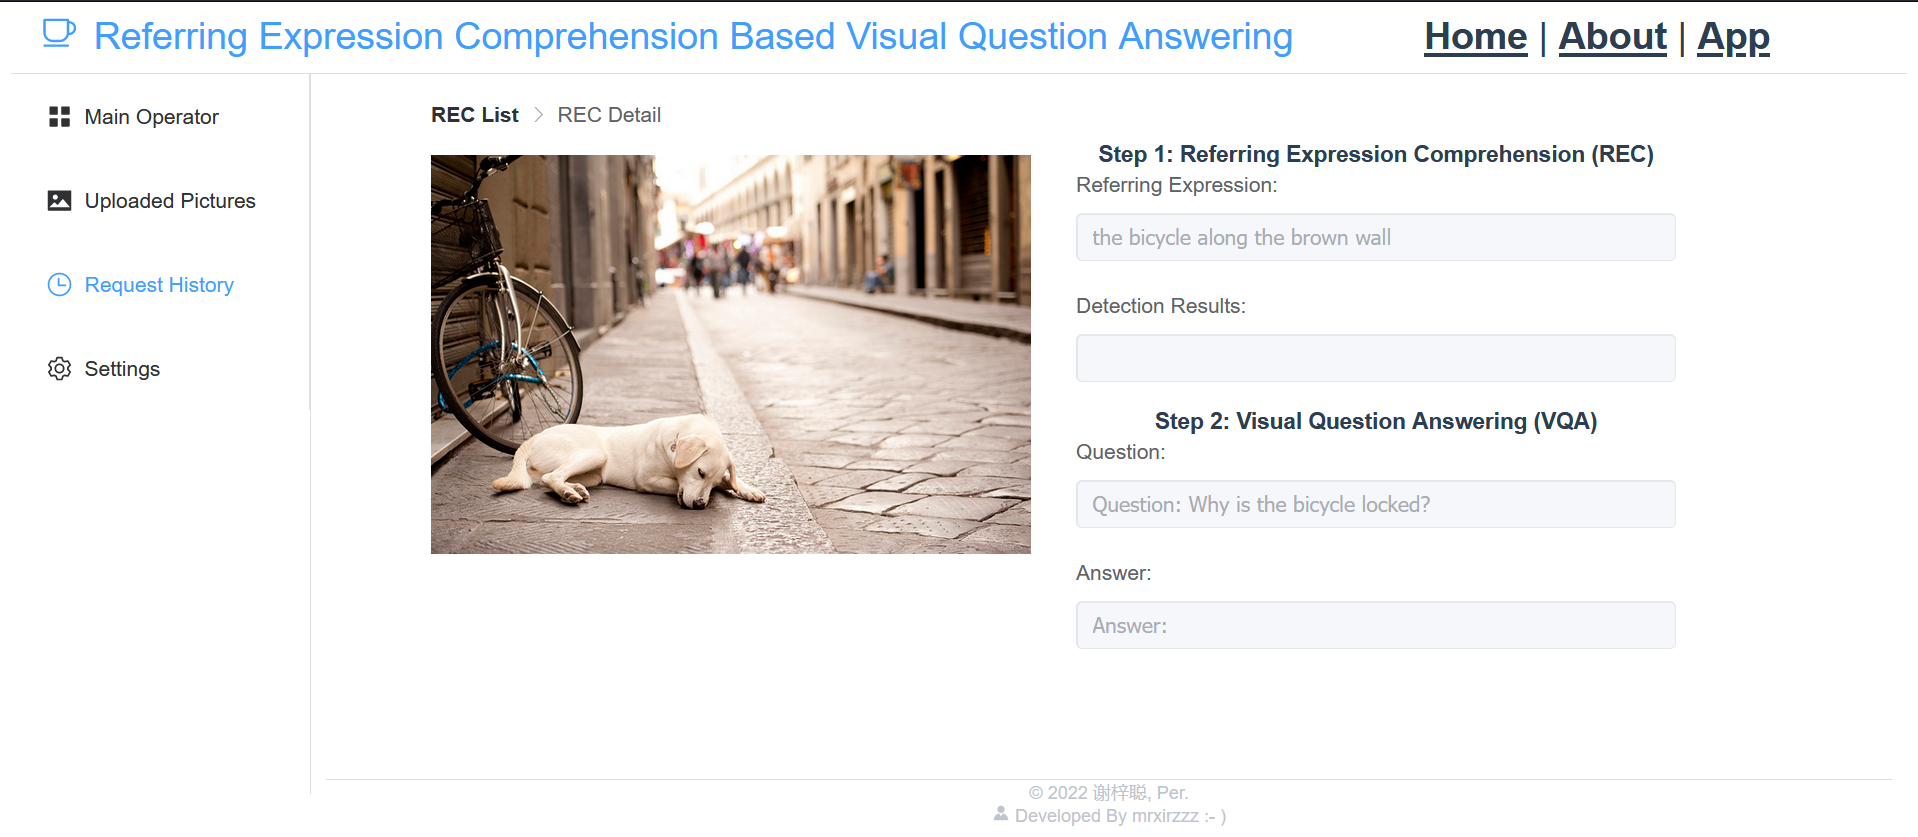 Referring Expression Comprehension Based Visual Question Answering
Home | About | App
Main Operator
Uploaded Pictures
Request History
Settings
REC List > REC Detail
Step 1: Referring Expression Comprehension (REC)
Referring Expression:
the bicycle along the brown wall
Detection Results:
Step 2: Visual Question Answering (VQA)
Question:
Question: Why is the bicycle locked?
Answer:
Answer:
© 2022 谢梓聪, Per.
Developed By mrxirzzz :- )